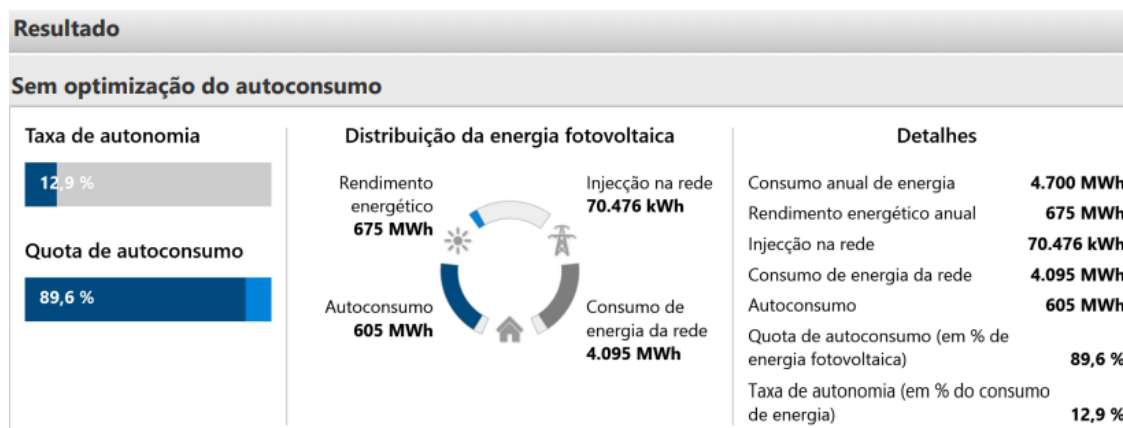 Resultado
Sem optimização do autoconsumo
Taxa de autonomia
12,9 %
Quota de autoconsumo
89,6 %
Distribuição da energia fotovoltaica
Rendimento
energético
675 MWh
Injecção na rede
70.476 kWh
Autoconsumo
605 MWh
Consumo de
energia da rede
4.095 MWh
Detalhes
Consumo anual de energia 4.700 MWh
Rendimento energético anual 675 MWh
Injecção na rede 70.476 kWh
Consumo de energia da rede 4.095 MWh
Autoconsumo 605 MWh
Quota de autoconsumo (em % de
energia fotovoltaica) 89,6 %
Taxa de autonomia (em % do consumo
de energia) 12,9 %